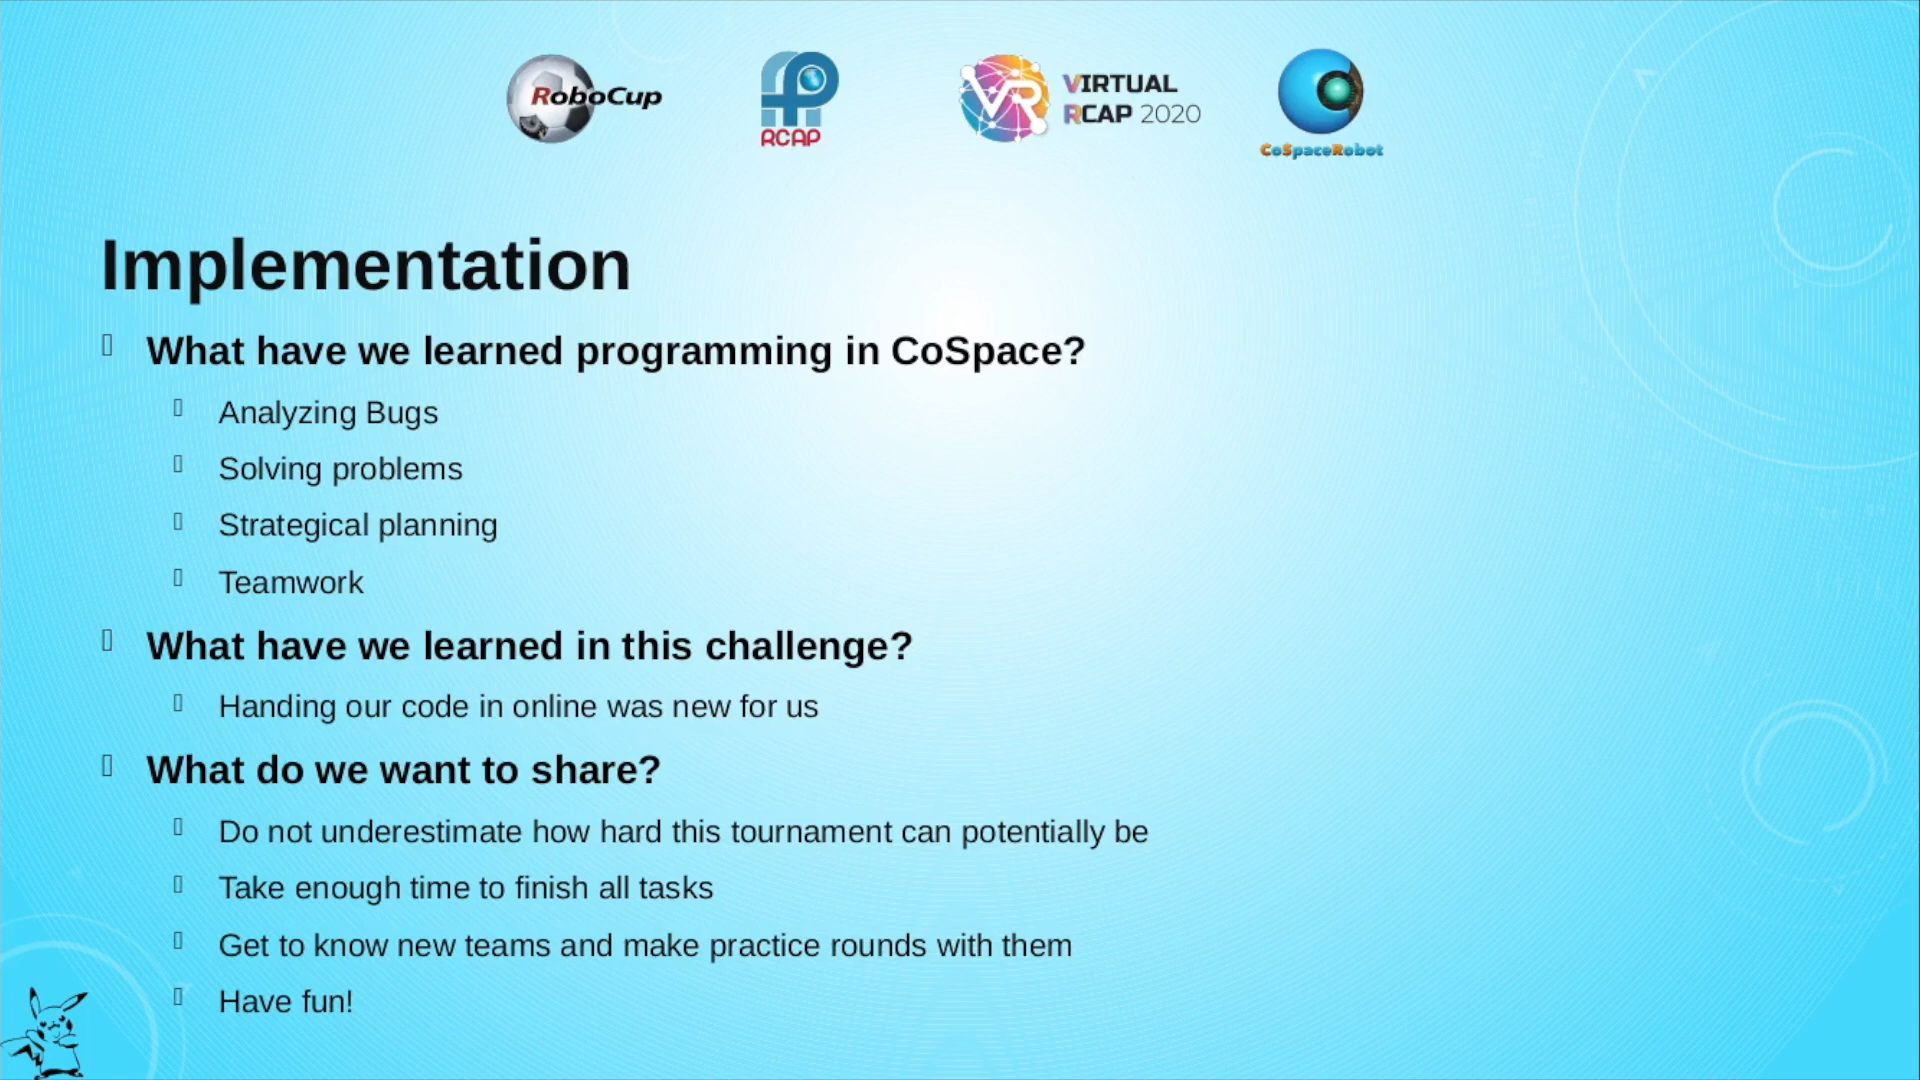 RoboCup
RCAP
VR
VIRTUAL
RCAP 2020
CoSpaceRobot
Implementation
What have we learned programming in CoSpace?
Analyzing Bugs
Solving problems
Strategical planning
Teamwork
What have we learned in this challenge?
Handing our code in online was new for us
What do we want to share?
Do not underestimate how hard this tournament can potentially be
Take enough time to finish all tasks
Get to know new teams and make practice rounds with them
Have fun!